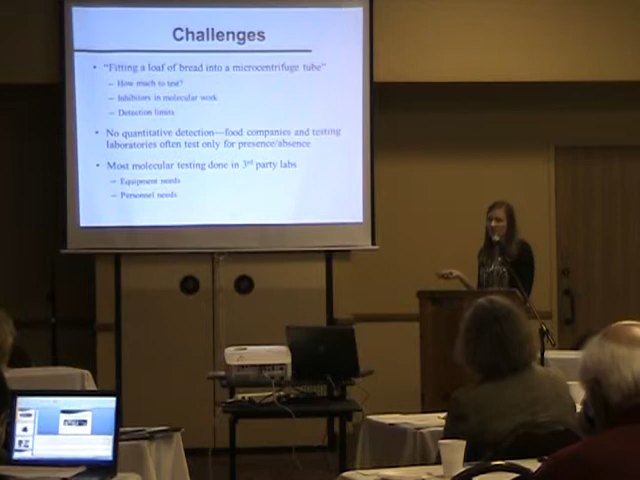 Challenges
• "Fitting a loaf of bread into a microcentrifuge tube"
– How much to test?
– Inhibitors in molecular work
– Detection limits
• No quantitative detection—food companies and testing
laboratories often test only for presence/absence
• Most molecular testing done in 3rd party labs
– Equipment needs
– Personnel needs